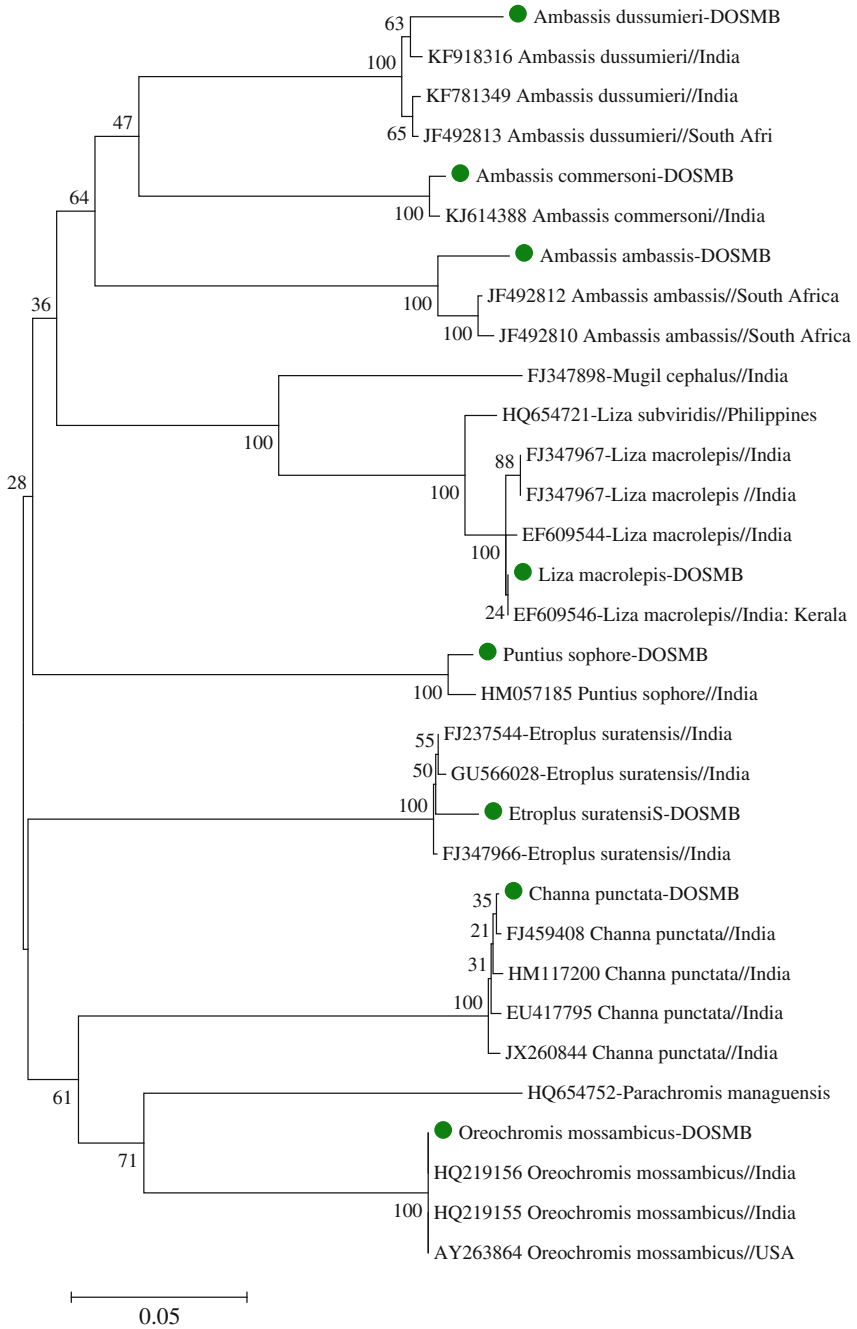 63
Ambassis dussumieri-DOSMB
KF918316 Ambassis dussumieri//India
100
KF781349 Ambassis dussumieri//India
65
JF492813 Ambassis dussumieri//South Afri
47
Ambassis commersoni-DOSMB
64
100
KJ614388 Ambassis commersoni//India
Ambassis ambassis-DOSMB
36
100
JF492812 Ambassis ambassis//South Africa
100
JF492810 Ambassis ambassis//South Africa
FJ347898-Mugil cephalus//India
HQ654721-Liza subviridis//Philippines
100
88
FJ347967-Liza macrolepis//India
28
100
FJ347967-Liza macrolepis //India
EF609544-Liza macrolepis//India
100
Liza macrolepis-DOSMB
24
EF609546-Liza macrolepis//India: Kerala
Puntius sophore-DOSMB
100
HM057185 Puntius sophore//India
55
FJ237544-Etroplus suratensis//India
50
GU566028-Etroplus suratensis//India
100
Etroplus suratensiS-DOSMB
FJ347966-Etroplus suratensis//India
35
Channa punctata-DOSMB
21
FJ459408 Channa punctata//India
31
HM117200 Channa punctata//India
100
EU417795 Channa punctata//India
JX260844 Channa punctata//India
61
HQ654752-Parachromis managuensis
Oreochromis mossambicus-DOSMB
71
HQ219156 Oreochromis mossambicus//India
100
HQ219155 Oreochromis mossambicus//India
AY263864 Oreochromis mossambicus//USA
0.05